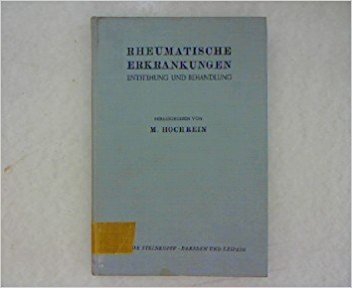 RHEUMATISCHE
ERKRANKUNGEN
ENTSTEHUNG UND BEHANDLUNG
HERAUSGEGEBEN VON
M. HOCHREIN
STEINKOPFF · DRESDEN UND LEIPZIG